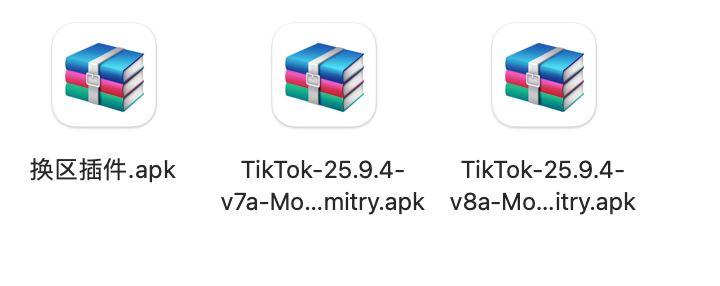 换区插件.apk
TikTok-25.9.4-
v7a-Mo...mitry.apk
TikTok-25.9.4-
v8a-Mo...itry.apk